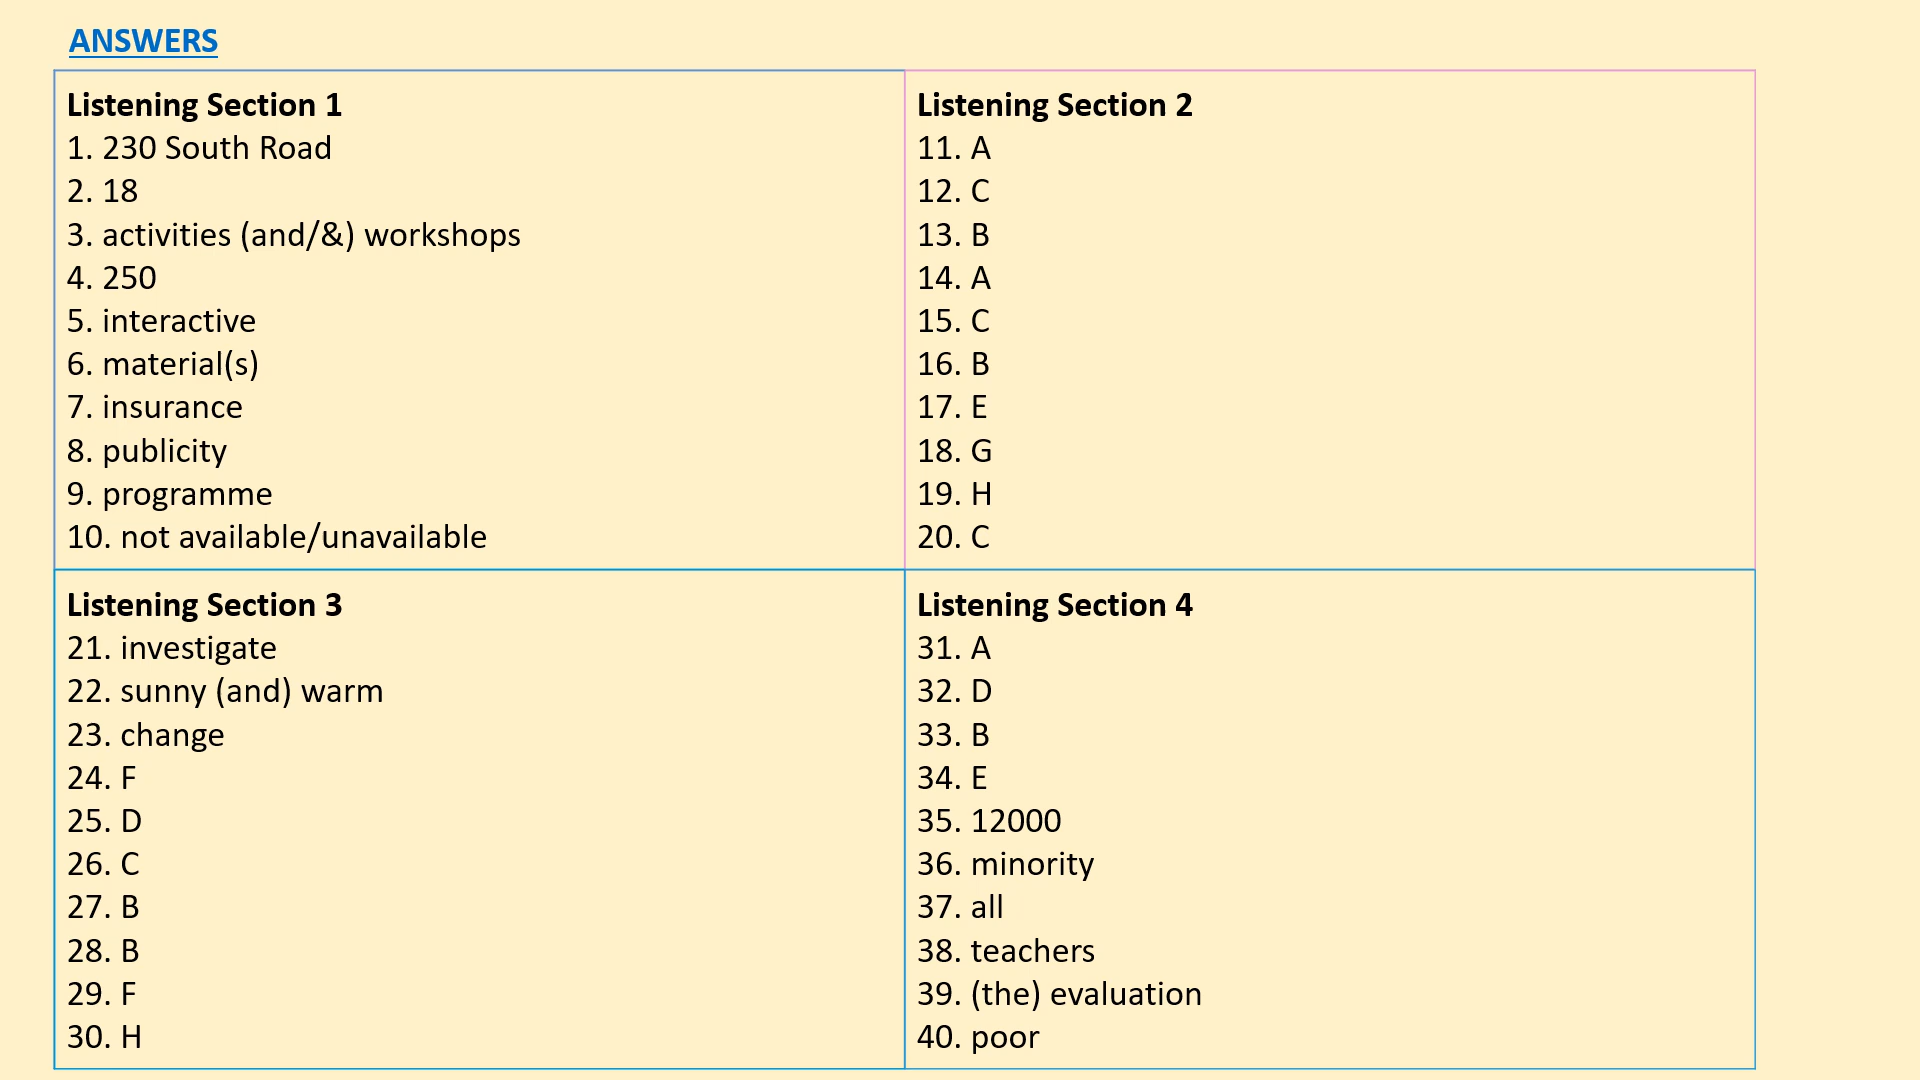 ANSWERS
Listening Section 1
1. 230 South Road
2. 18
3. activities (and/&) workshops
4. 250
5. interactive
6. material(s)
7. insurance
8. publicity
9. programme
10. not available/unavailable
Listening Section 2
11. A
12. C
13. B
14. A
15. C
16. B
17. E
18. G
19. H
20. C
Listening Section 3
21. investigate
22. sunny (and) warm
23. change
24. F
25. D
26. C
27. B
28. B
29. F
30. H
Listening Section 4
31. A
32. D
33. B
34. E
35. 12000
36. minority
37. all
38. teachers
39. (the) evaluation
40. poor